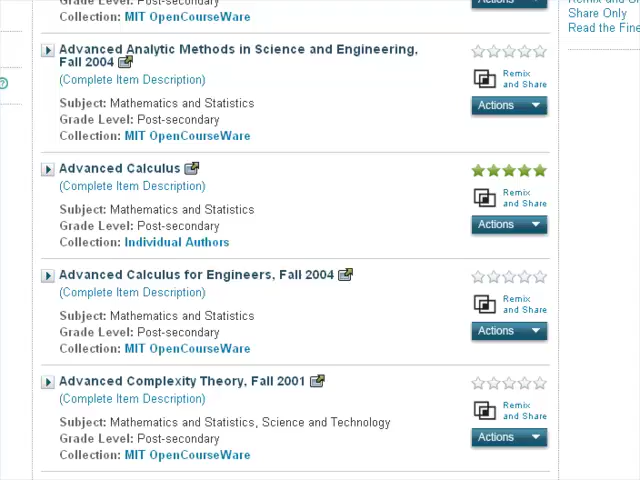 Grade Level: Post-secondary
Collection: MIT OpenCourseWare
Share Only
Read the Fine
Advanced Analytic Methods in Science and Engineering,
Fall 2004
(Complete Item Description)
Subject: Mathematics and Statistics
Grade Level: Post-secondary
Collection: MIT OpenCourseWare
Remix
and Share
Actions
Advanced Calculus
(Complete Item Description)
Subject: Mathematics and Statistics
Grade Level: Post-secondary
Collection: Individual Authors
Remix
and Share
Actions
Advanced Calculus for Engineers, Fall 2004
(Complete Item Description)
Subject: Mathematics and Statistics
Grade Level: Post-secondary
Collection: MIT OpenCourseWare
Remix
and Share
Actions
Advanced Complexity Theory, Fall 2001
(Complete Item Description)
Subject: Mathematics and Statistics, Science and Technology
Grade Level: Post-secondary
Collection: MIT OpenCourseWare
Remix
and Share
Actions